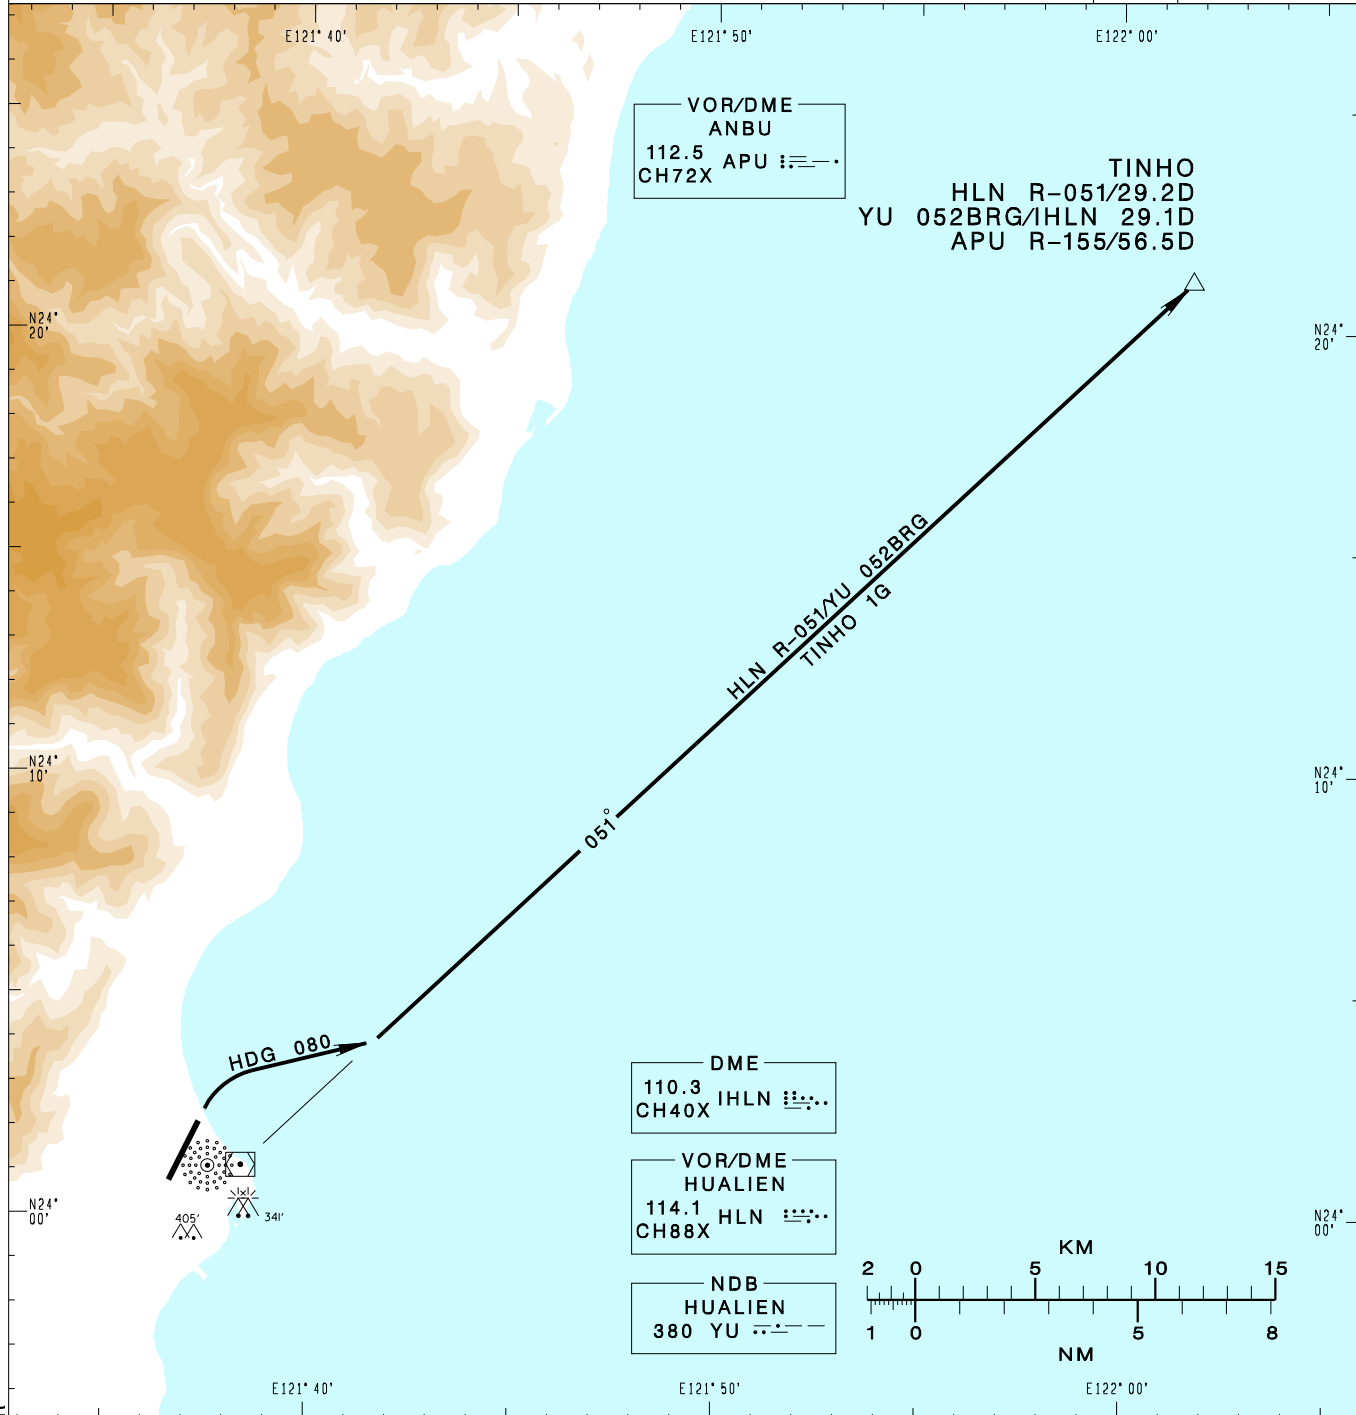 E121° 40'
E121° 50'
E122° 00'
VOR/DME
ANBU
112.5
CH72X
APU
TINHO
HLN R-051/29.2D
YU 052BRG/IHLN 29.1D
APU R-155/56.5D
N24°
20'
N24°
20'
HLN R-051/YU 052BRG
TINHO 1G
N24°
10'
N24°
10'
051°
HDG 080
DME
110.3
CH40X
IHLN
VOR/DME
HUALIEN
114.1
CH88X
HLN
N24°
00'
405'
341'
N24°
00'
NDB
HUALIEN
380 YU
KM
2 0 5 10 15
1 0 5 8
NM
E121° 40'
E121° 50'
E122° 00'